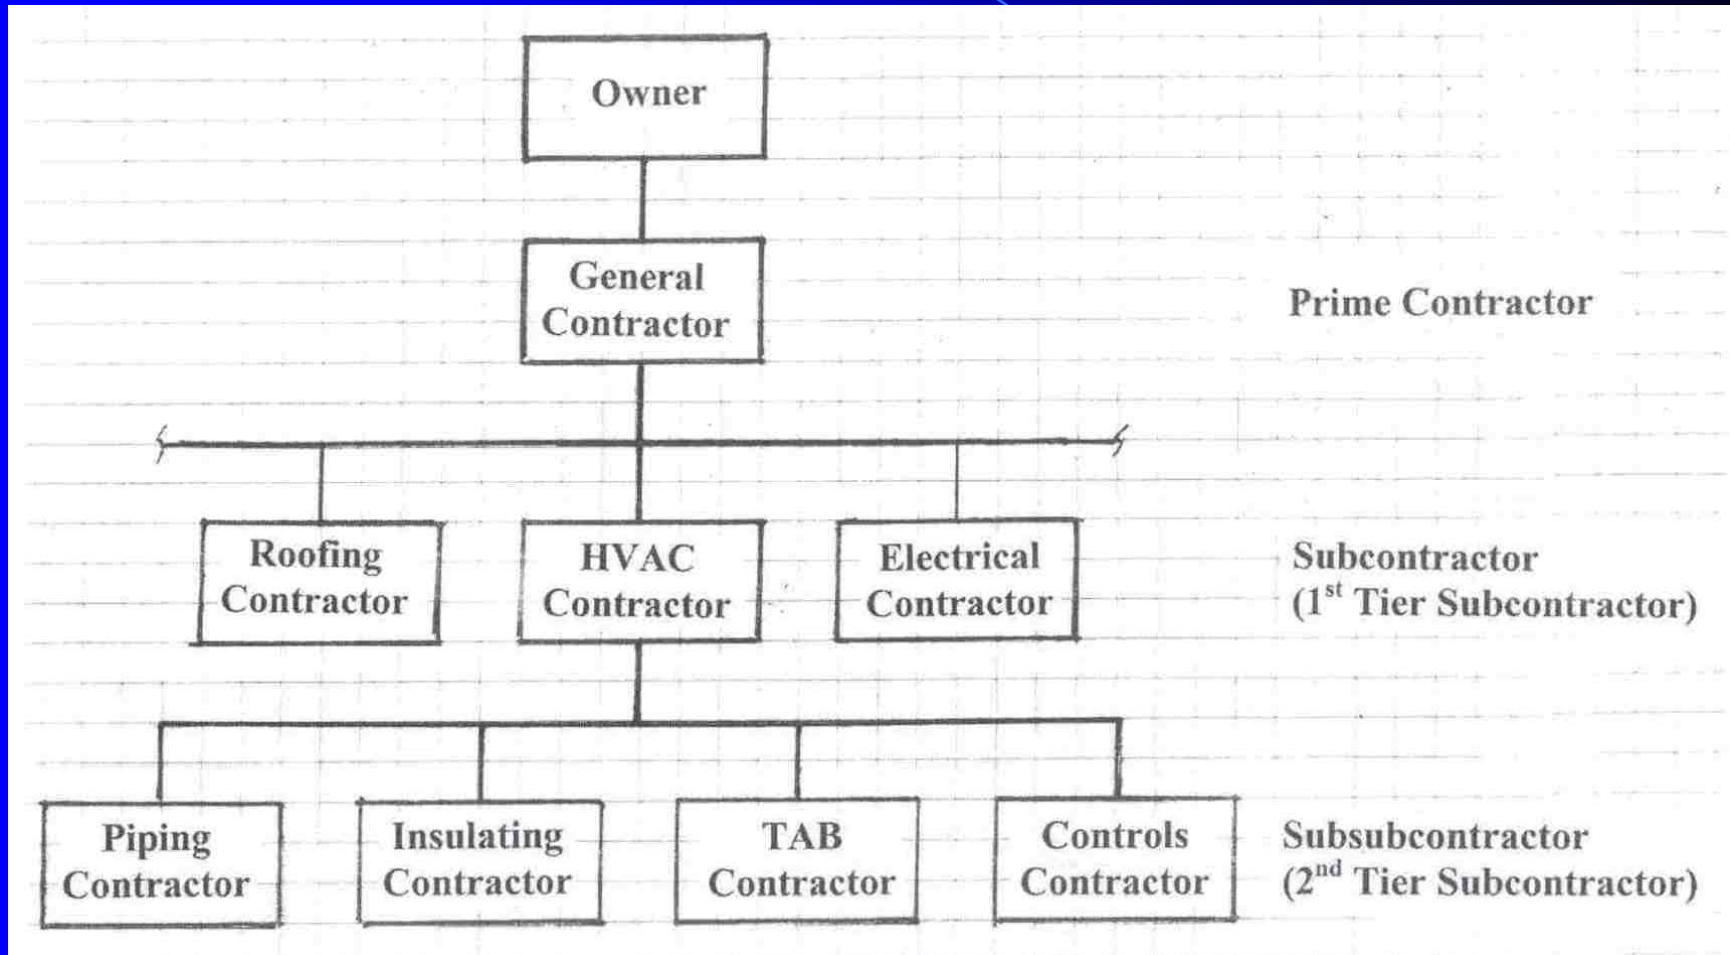 Owner
General
Contractor
Prime Contractor
Roofing
Contractor
HVAC
Contractor
Electrical
Contractor
Subcontractor
(1st Tier Subcontractor)
Piping
Contractor
Insulating
Contractor
TAB
Contractor
Controls
Contractor
Subsubcontractor
(2nd Tier Subcontractor)